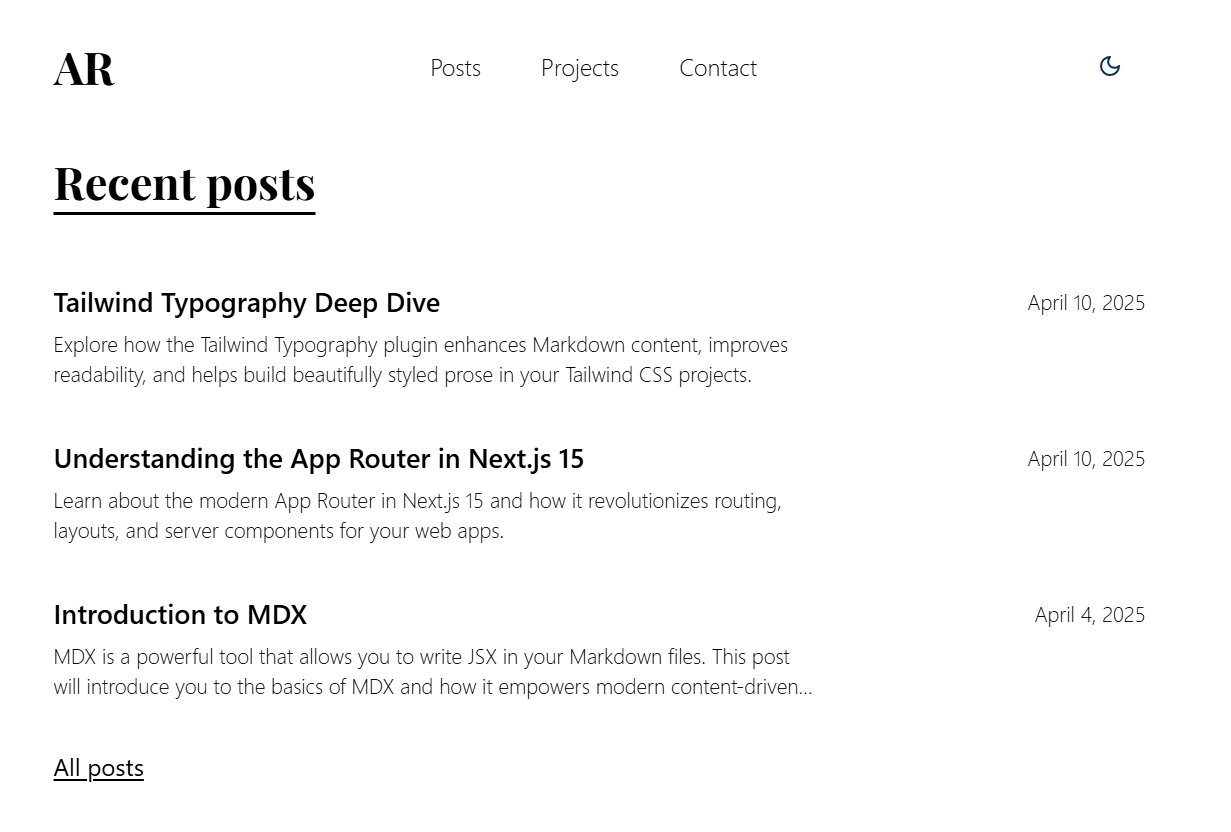 AR
Posts Projects Contact
Recent posts
Tailwind Typography Deep Dive April 10, 2025
Explore how the Tailwind Typography plugin enhances Markdown content, improves
readability, and helps build beautifully styled prose in your Tailwind CSS projects.
Understanding the App Router in Next.js 15 April 10, 2025
Learn about the modern App Router in Next.js 15 and how it revolutionizes routing,
layouts, and server components for your web apps.
Introduction to MDX April 4, 2025
MDX is a powerful tool that allows you to write JSX in your Markdown files. This post
will introduce you to the basics of MDX and how it empowers modern content-driven...
All posts